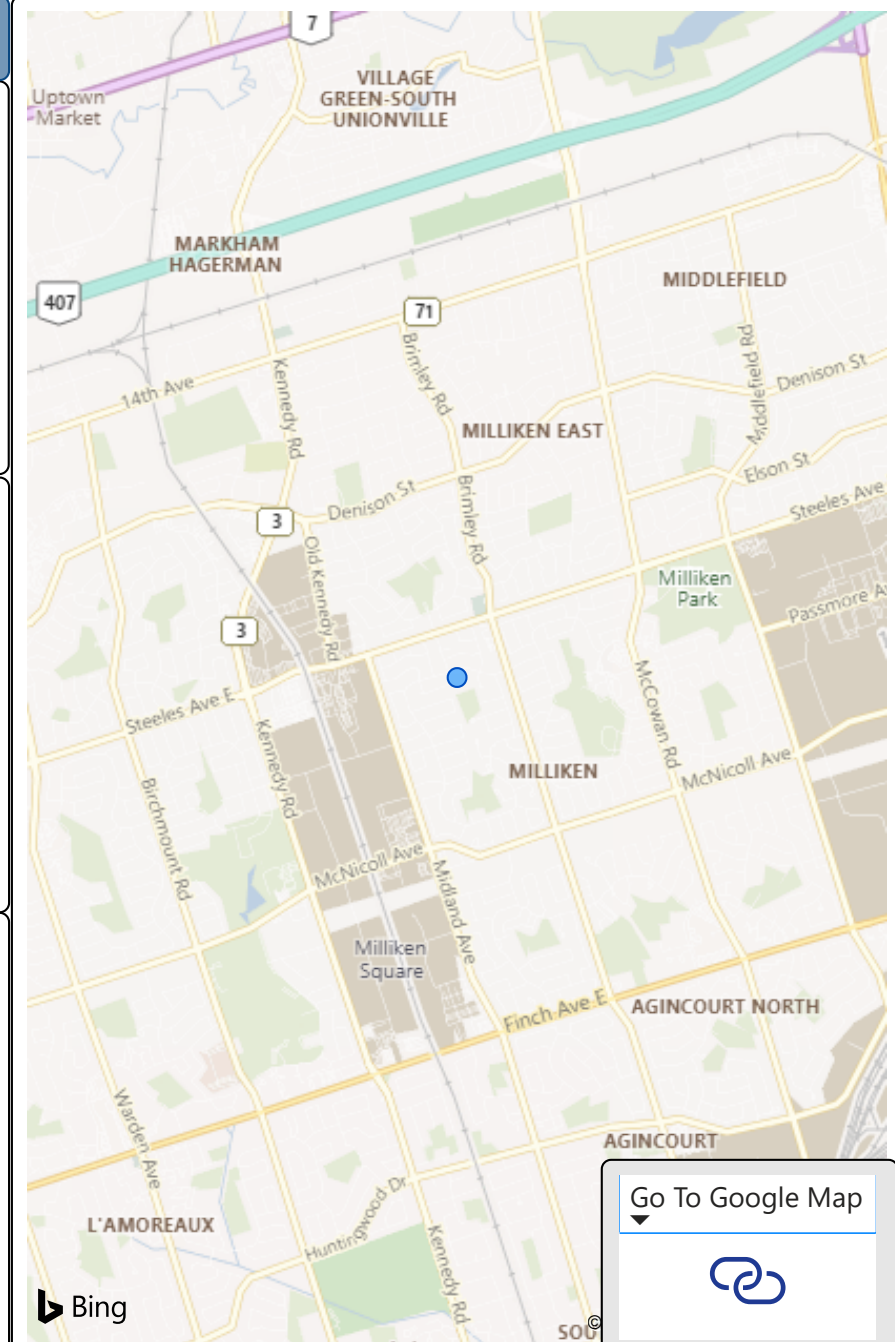 7
Uptown
Market
VILLAGE
GREEN-SOUTH
UNIONVILLE
MARKHAM
HAGERMAN
MIDDLEFIELD
407
71
Middlefield Rd
14th Ave
Kennedy Rd
Brimley Rd
Denison St
MILLIKEN EAST
Elson St
Denison St
Brimley Rd
Steeles Ave
3
Old Kennedy Rd
Milliken
Park
Passmore A
3
Steeles Ave E
McCowan Rd
Kennedy Rd
MILLIKEN
McNicoll Ave
Birchmount Rd
McNicoll Ave
Midland Ave
Milliken
Square
Finch Ave E
AGINCOURT NORTH
Warden Ave
AGINCOURT
L'AMOREAUX
Huntingwood Dr
Kennedy Rd
Go To Google Map
Bing
©
SOU